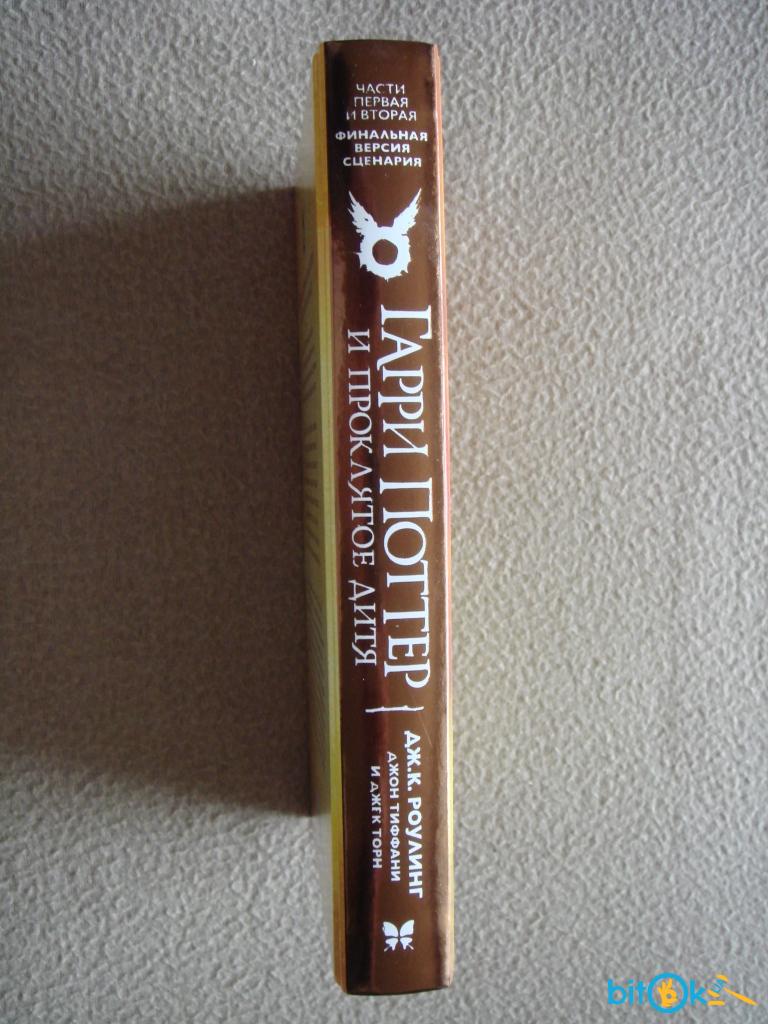 ЧАСТИ
ПЕРВАЯ
И ВТОРАЯ
ФИНАЛЬНАЯ
ВЕРСИЯ
СЦЕНАРИЯ
ГАРРИ ПОТТЕР
И ПРОКЛЯТОЕ ДИТЯ
ДЖ.К. РОУЛИНГ
ДЖОН ТИФФАНИ
И ДЖЕК ТОРН
bitOk